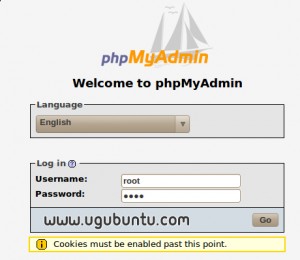 phpMyAdmin
Welcome to phpMyAdmin
Language
English
Log in
Username: root
Password: ••••
www.ugubuntu.com
Go
Cookies must be enabled past this point.